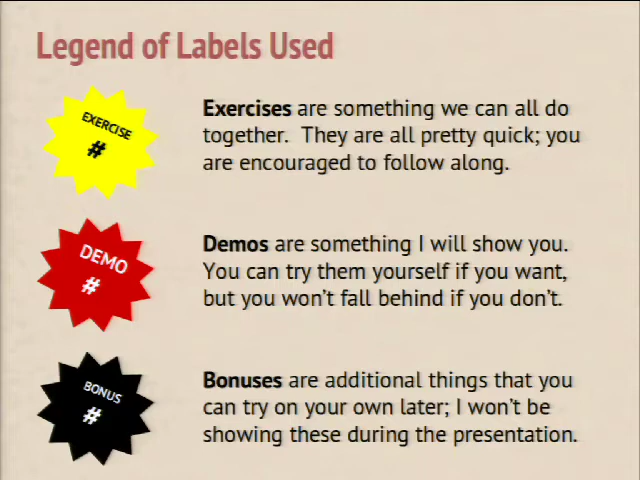 Legend of Labels Used
EXERCISE
#
Exercises are something we can all do
together.  They are all pretty quick; you
are encouraged to follow along.
DEMO
#
Demos are something I will show you.
You can try them yourself if you want,
but you won't fall behind if you don't.
BONUS
#
Bonuses are additional things that you
can try on your own later; I won't be
showing these during the presentation.